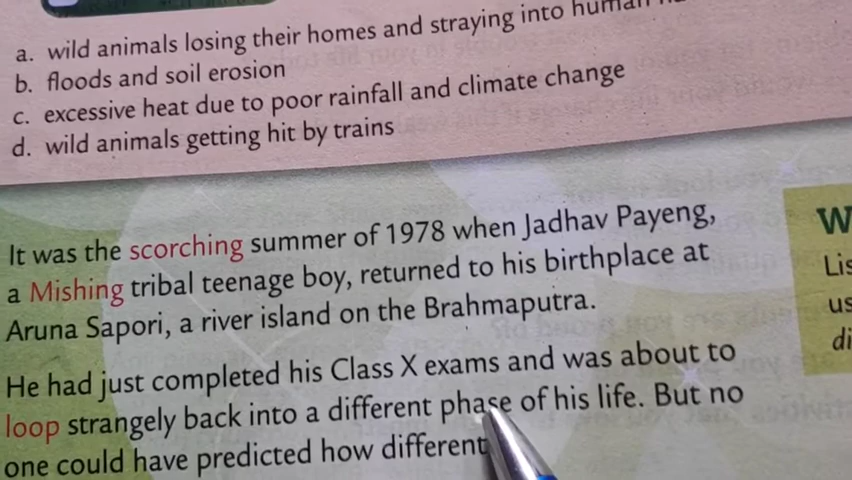 a. wild animals losing their homes and straying into human
b. floods and soil erosion
c. excessive heat due to poor rainfall and climate change
d. wild animals getting hit by trains
It was the scorching summer of 1978 when Jadhav Payeng,
a Mishing tribal teenage boy, returned to his birthplace at
Aruna Sapori, a river island on the Brahmaputra.
He had just completed his Class X exams and was about to
loop strangely back into a different phase of his life. But no
one could have predicted how different
W
Lis
us
di